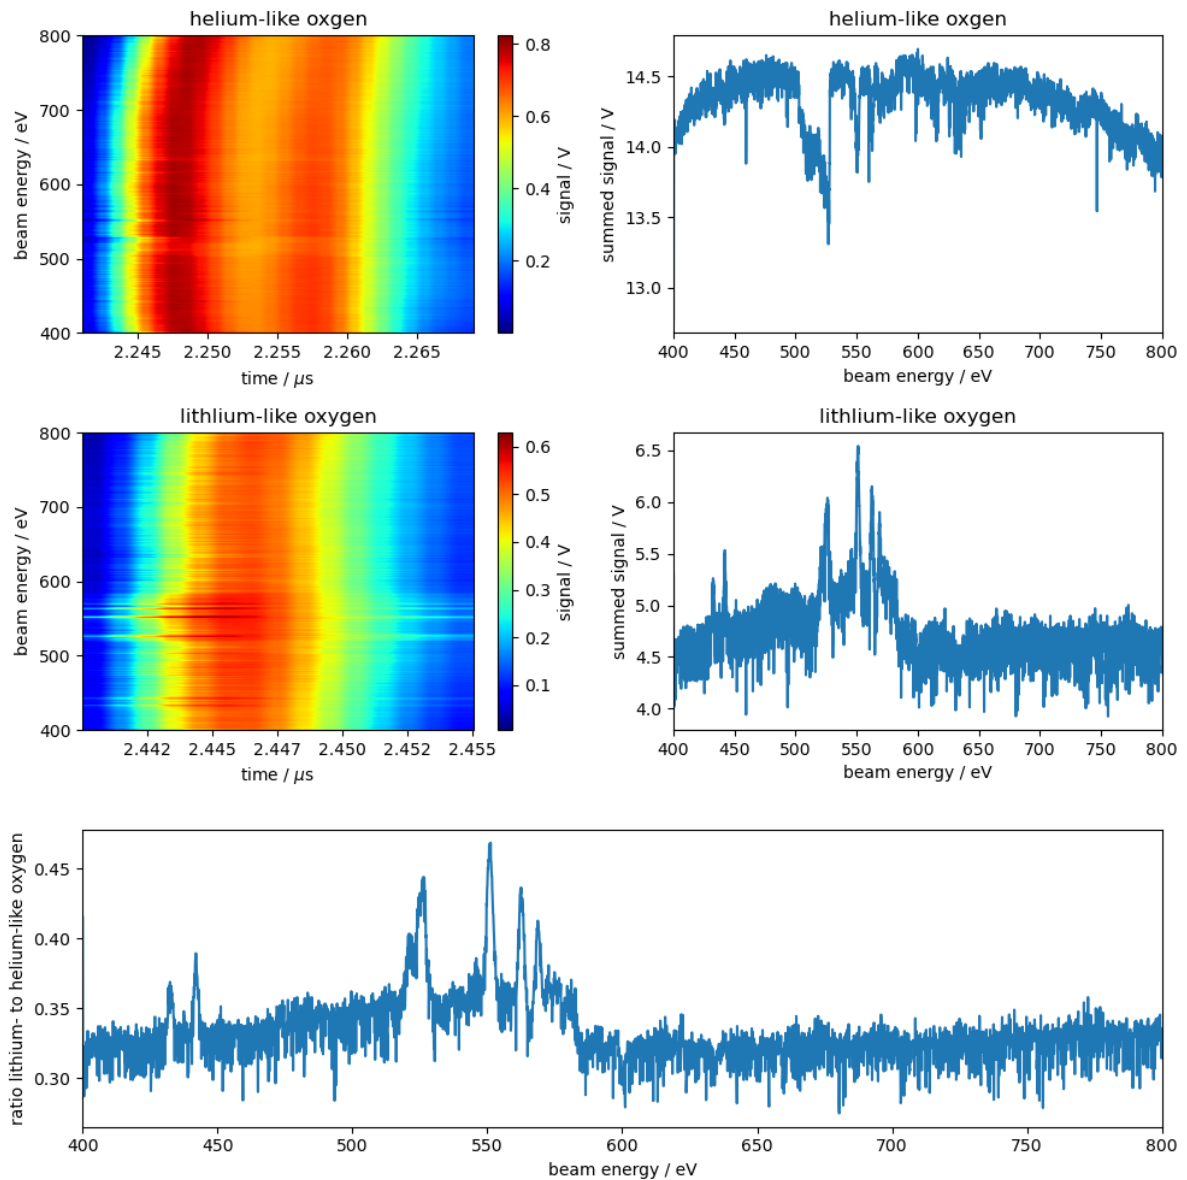 helium-like oxgen
800
700
600
500
400
beam energy / eV
2.245 2.250 2.255 2.260 2.265
time / μs
0.8
0.6
0.4
0.2
signal / V
helium-like oxgen
14.5
14.0
13.5
13.0
summed signal / V
400 450 500 550 600 650 700 750 800
beam energy / eV
lithlium-like oxygen
800
700
600
500
400
beam energy / eV
2.442 2.445 2.447 2.450 2.452 2.455
time / μs
0.6
0.5
0.4
0.3
0.2
0.1
signal / V
lithlium-like oxygen
6.5
6.0
5.5
5.0
4.5
4.0
summed signal / V
400 450 500 550 600 650 700 750 800
beam energy / eV
ratio lithium- to helium-like oxygen
0.45
0.40
0.35
0.30
400 450 500 550 600 650 700 750 800
beam energy / eV